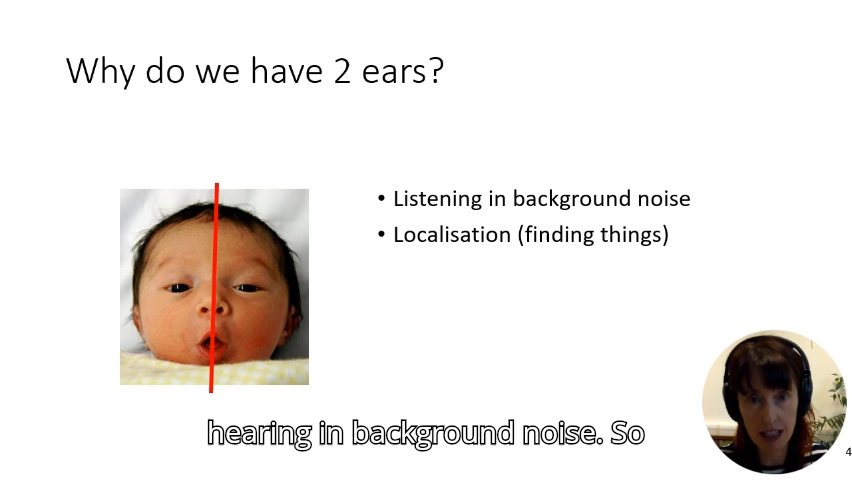 Why do we have 2 ears?
• Listening in background noise
• Localisation (finding things)
hearing in background noise. So
4